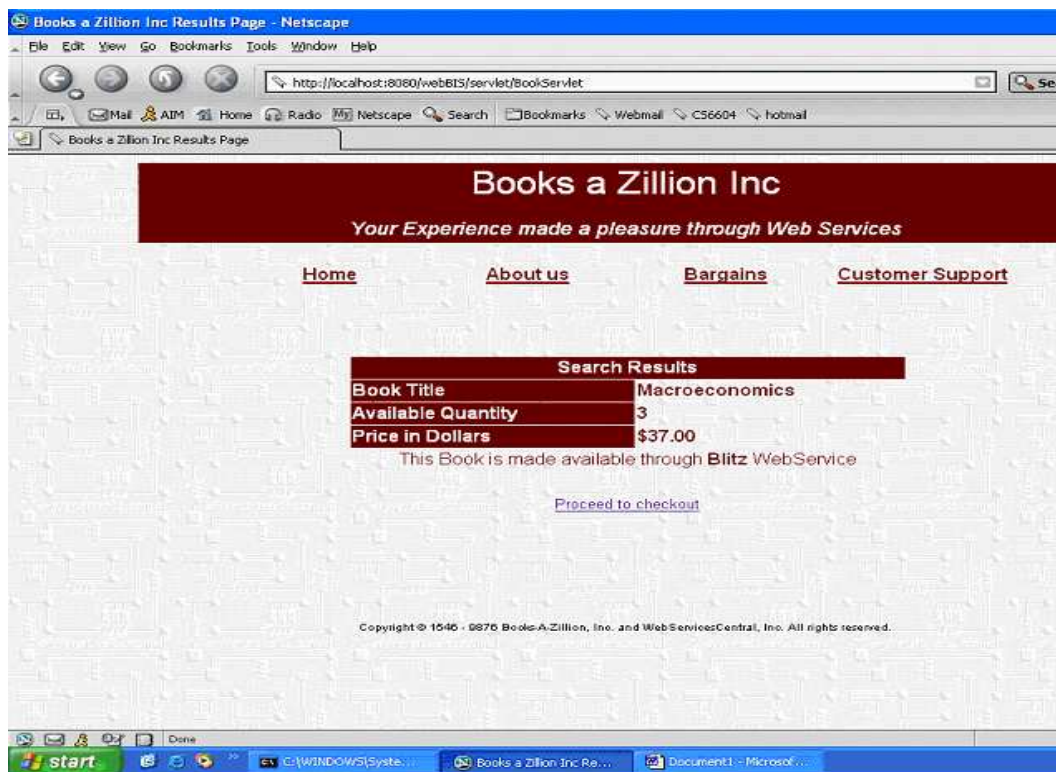 Books a Zillion Inc Results Page - Netscape
File Edit View Go Bookmarks Tools Window Help
http://localhost:8080/webBIS/servlet/BookServlet
Se
Mail AIM Home Radio My Netscape Search Bookmarks Webmail CS6604 hotmail
Books a Zillion Inc Results Page
Books a Zillion Inc
Your Experience made a pleasure through Web Services
Home About us Bargains Customer Support
Search Results
Book Title Macroeconomics
Available Quantity 3
Price in Dollars $37.00
This Book is made available through Blitz WebService
Proceed to checkout
Copyright © 1546 - 9876 Books-A-Zillion, Inc. and WebServicesCentral, Inc. All rights reserved.
Done
start C:\WINDOWS\Syste... Books a Zillion Inc Re... Document1 - Microsof...